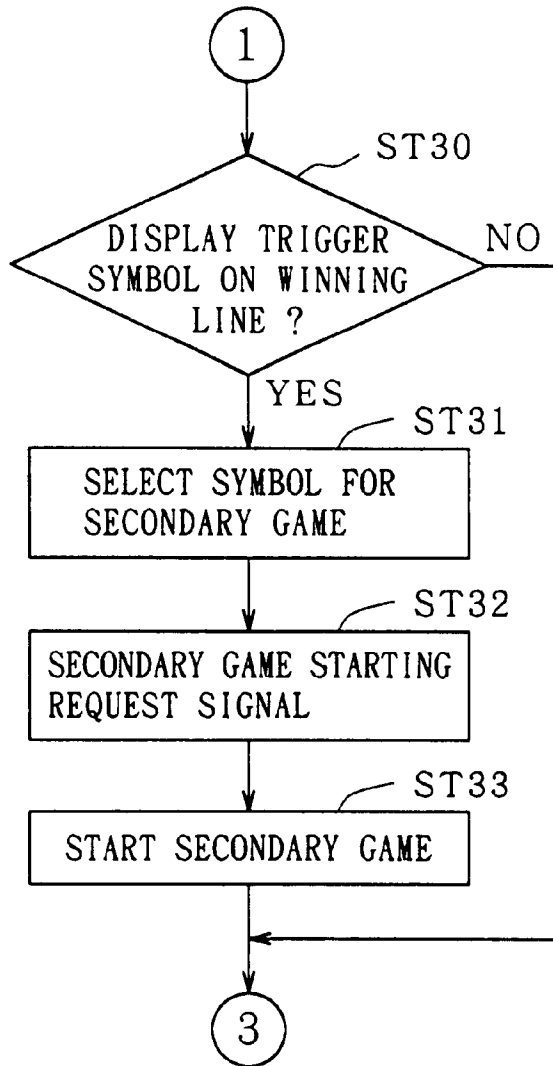 1
ST30
DISPLAY TRIGGER
SYMBOL ON WINNING
LINE ?
NO
YES
ST31
SELECT SYMBOL FOR
SECONDARY GAME
ST32
SECONDARY GAME STARTING
REQUEST SIGNAL
ST33
START SECONDARY GAME
3